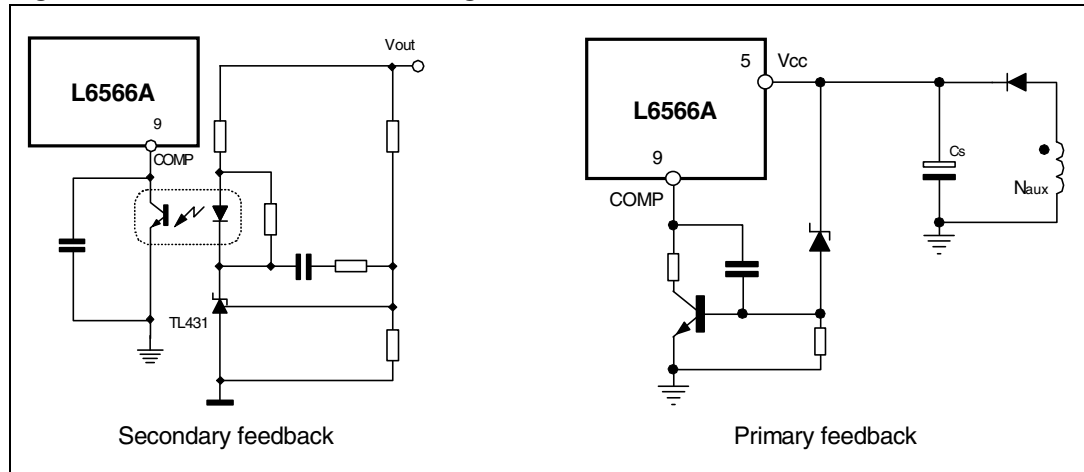 Vout
L6566A
9
COMP
TL431
Secondary feedback
5 Vcc
L6566A
9
COMP
Cs
Naux
Primary feedback